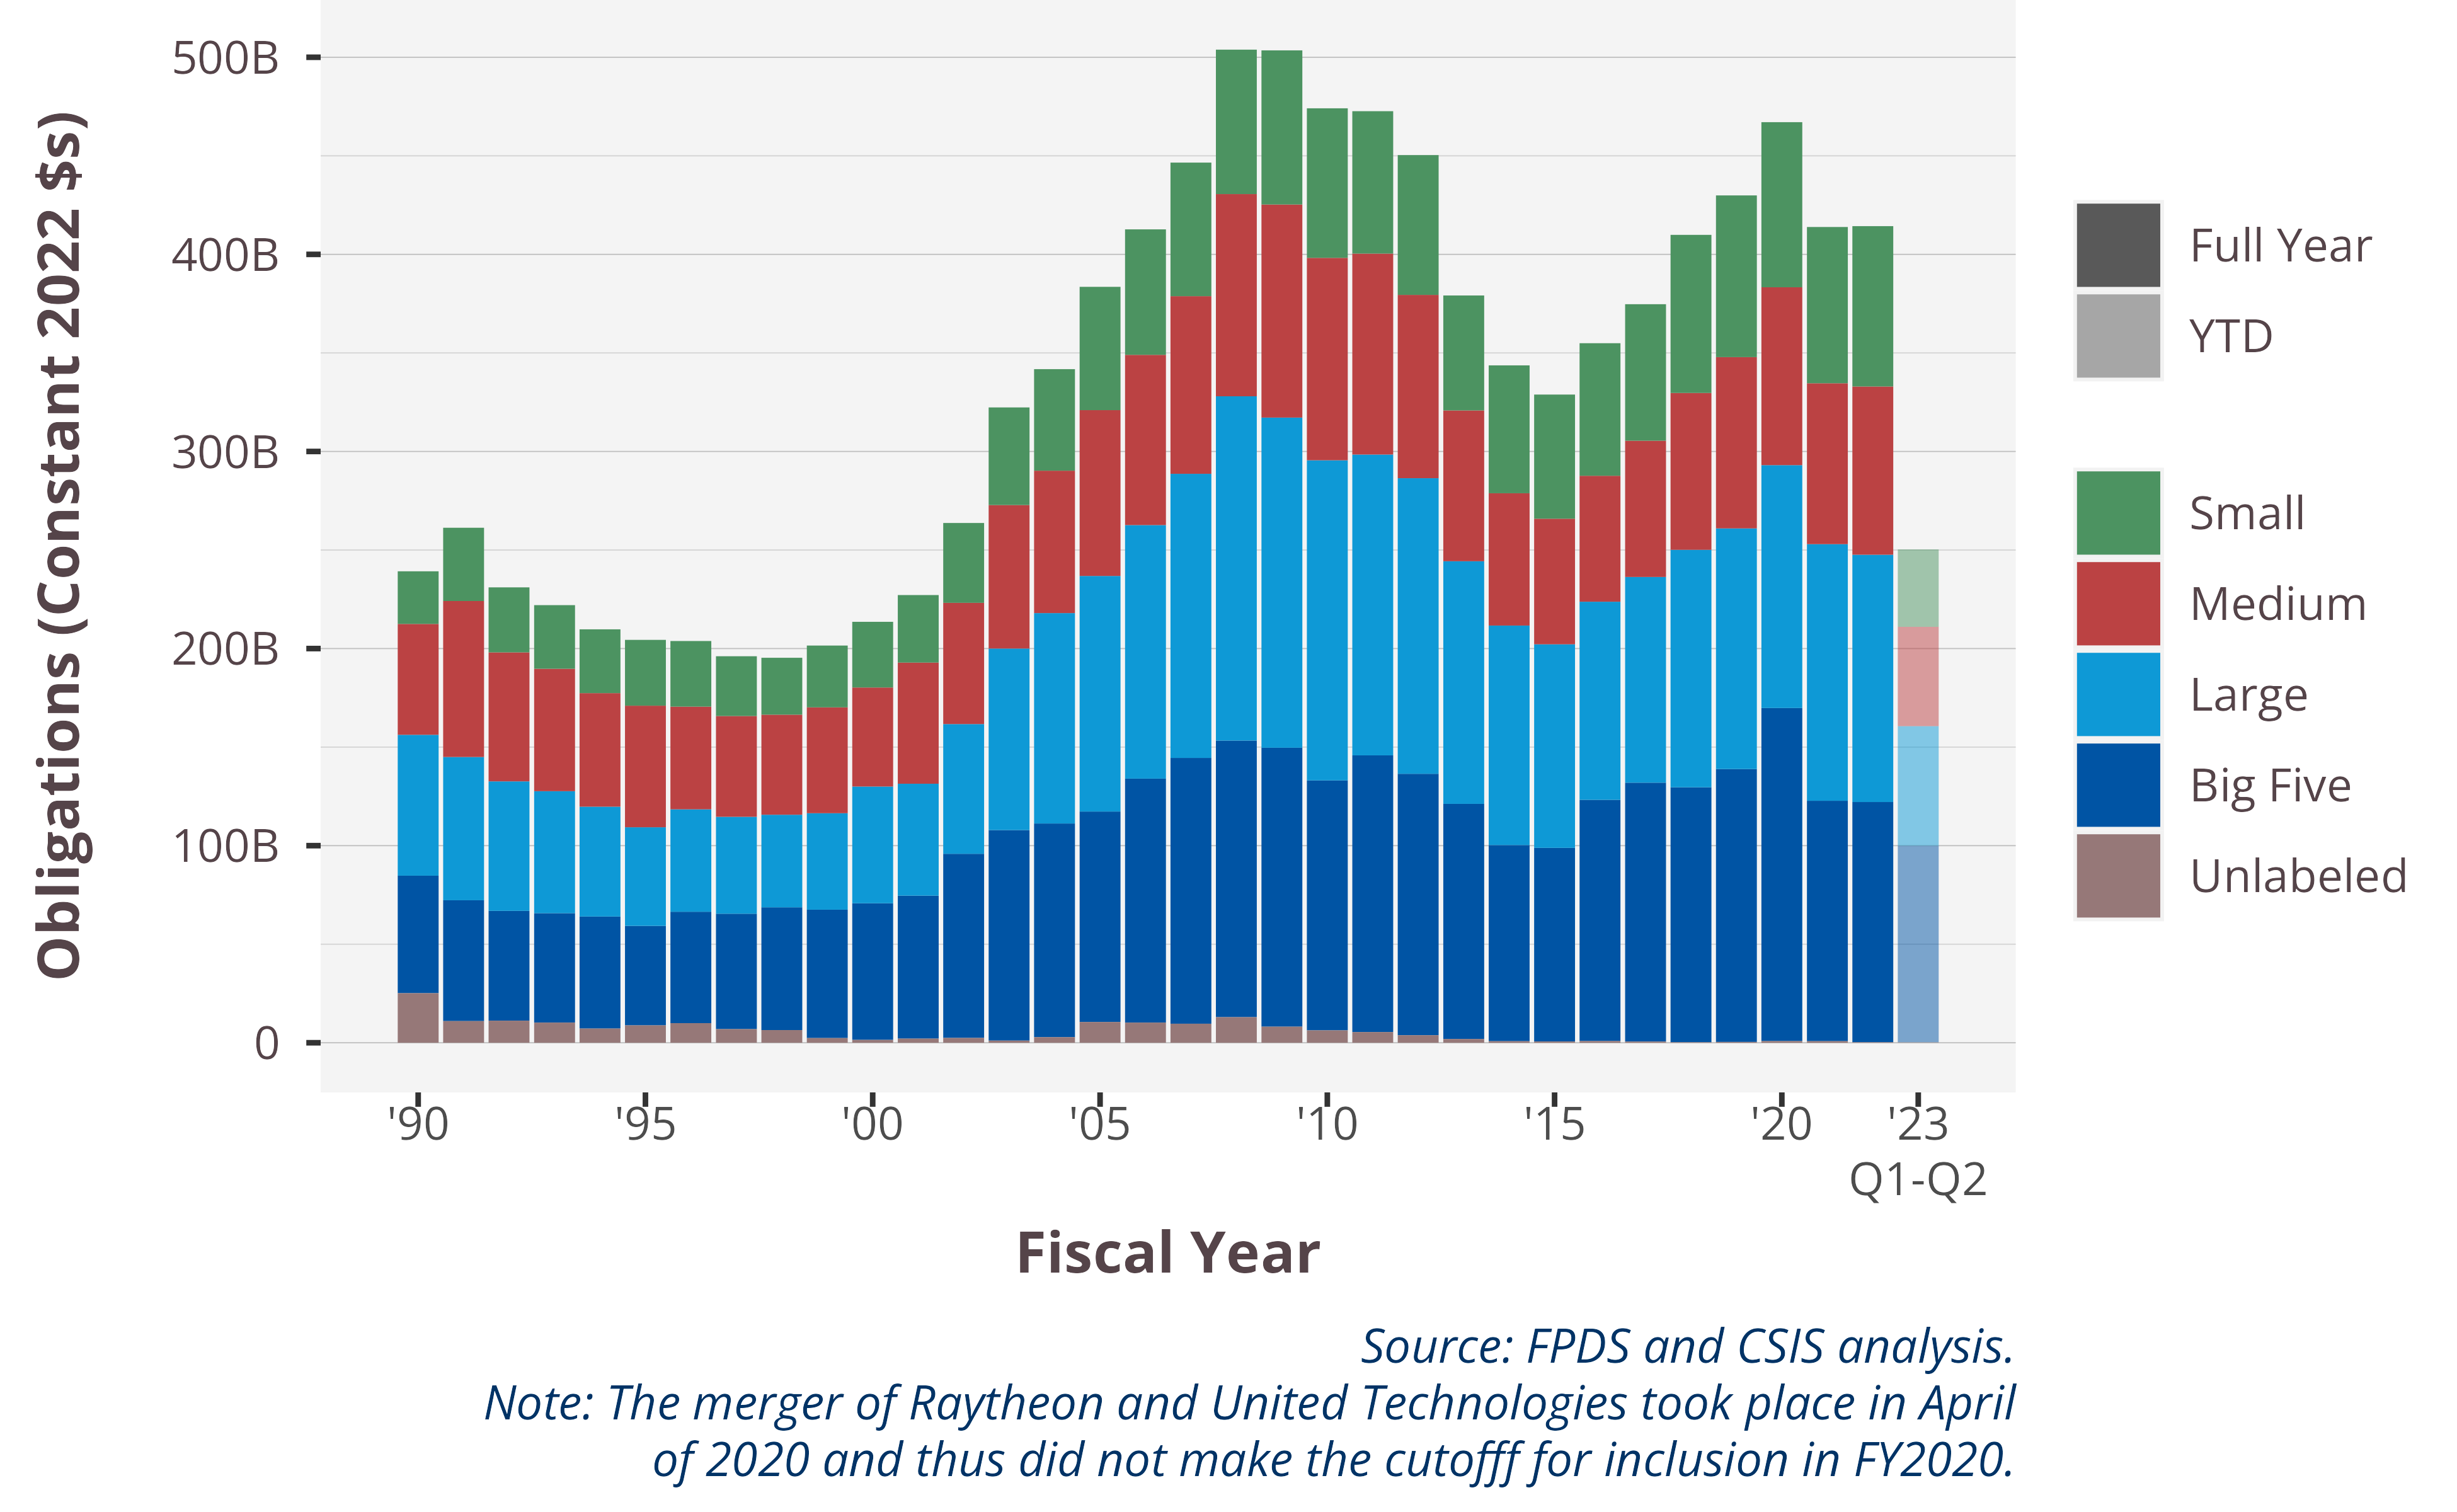 Obligations (Constant 2022 $s)
500B
400B
300B
200B
100B
0
'90
'95
'00
'05
'10
'15
'20
'23
Q1-Q2
Fiscal Year
Full Year
YTD
Small
Medium
Large
Big Five
Unlabeled
Source: FPDS and CSIS analysis.
Note: The merger of Raytheon and United Technologies took place in April
of 2020 and thus did not make the cutofff for inclusion in FY2020.